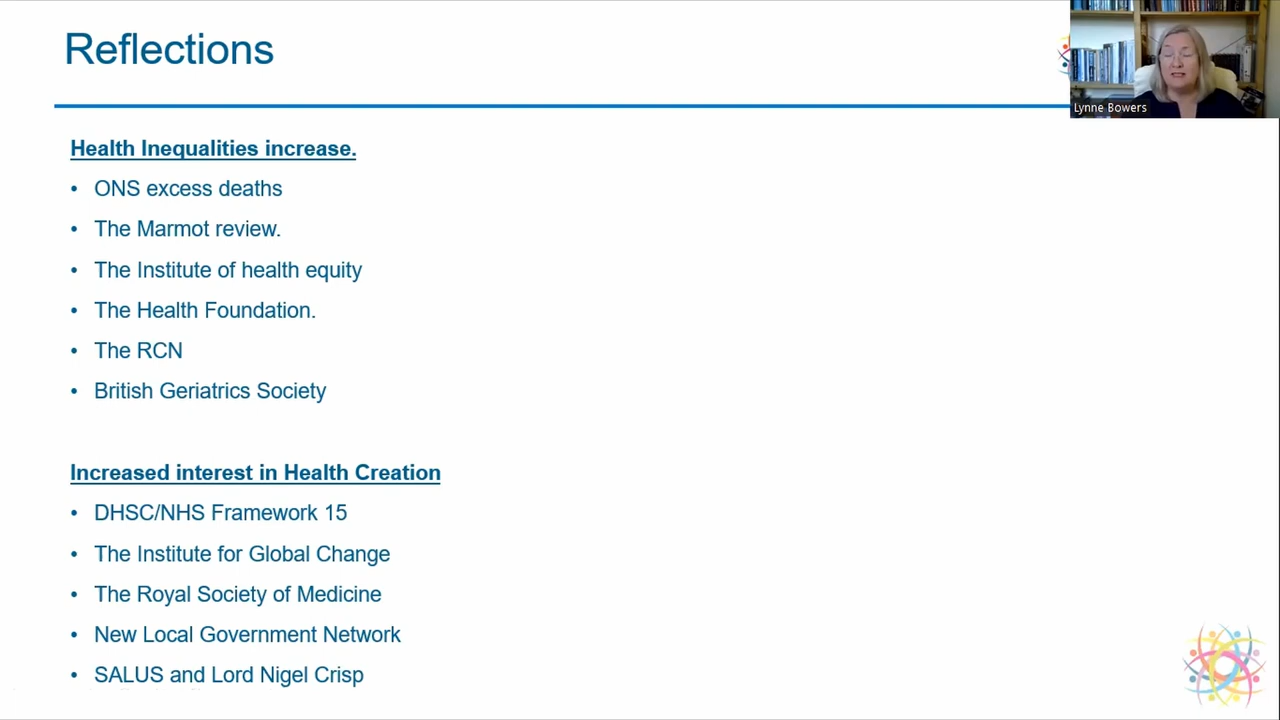 Reflections
Lynne Bowers
Health Inequalities increase.
• ONS excess deaths
• The Marmot review.
• The Institute of health equity
• The Health Foundation.
• The RCN
• British Geriatrics Society
Increased interest in Health Creation
• DHSC/NHS Framework 15
• The Institute for Global Change
• The Royal Society of Medicine
• New Local Government Network
• SALUS and Lord Nigel Crisp